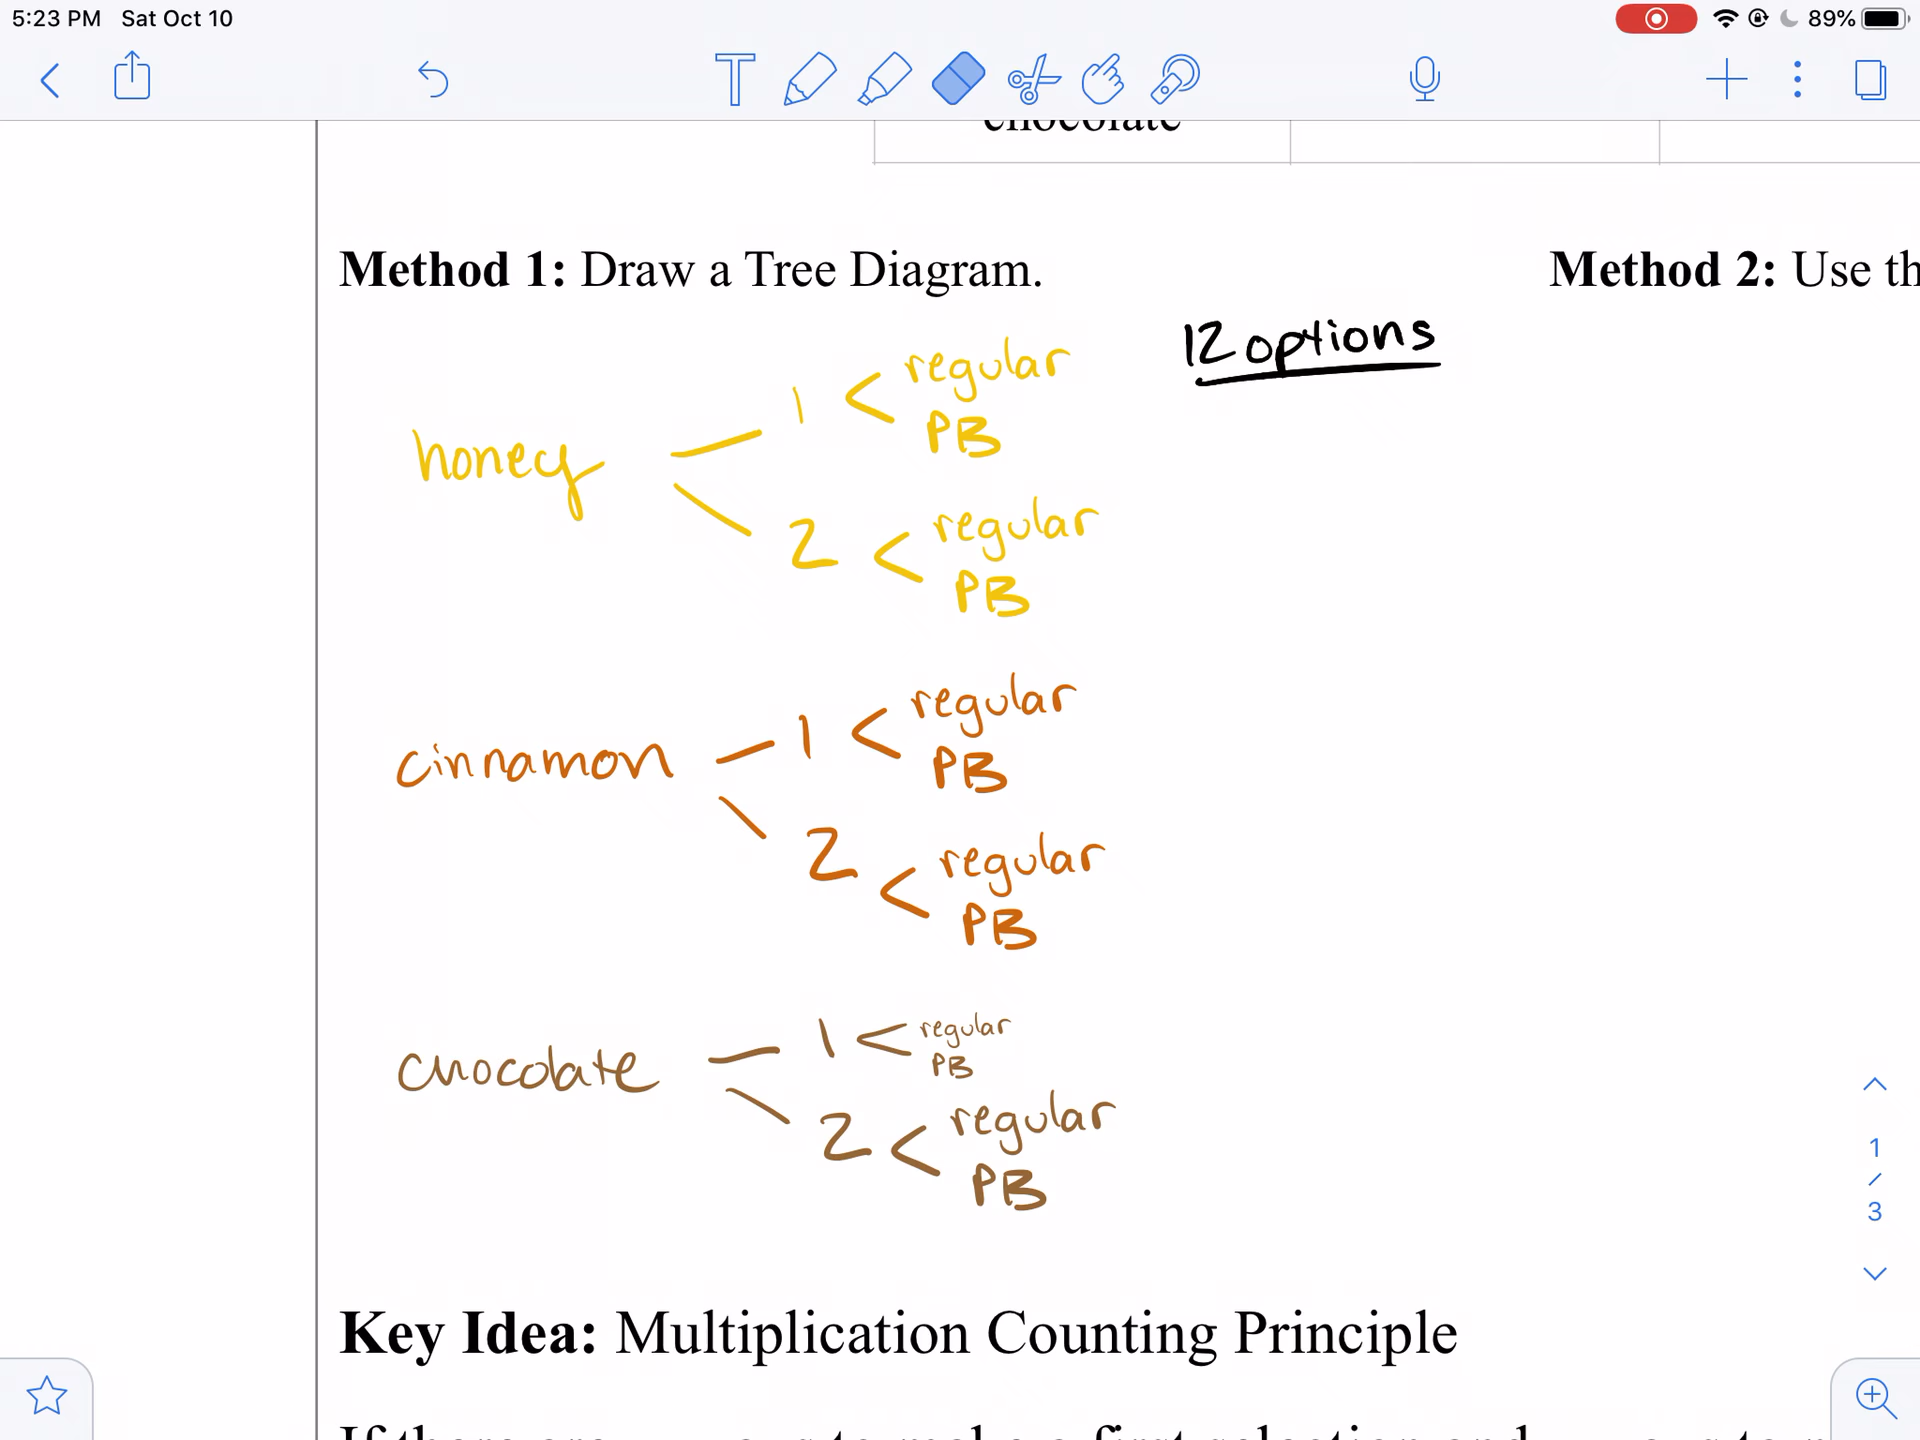 5:23 PM Sat Oct 10 89%
chocolate
Method 1: Draw a Tree Diagram. Method 2: Use th
12 options
honey 1 < regular
PB
2 < regular
PB
cinnamon 1 < regular
PB
2 < regular
PB
chocolate 1 < regular
PB
2 < regular
PB
1
/
3
Key Idea: Multiplication Counting Principle